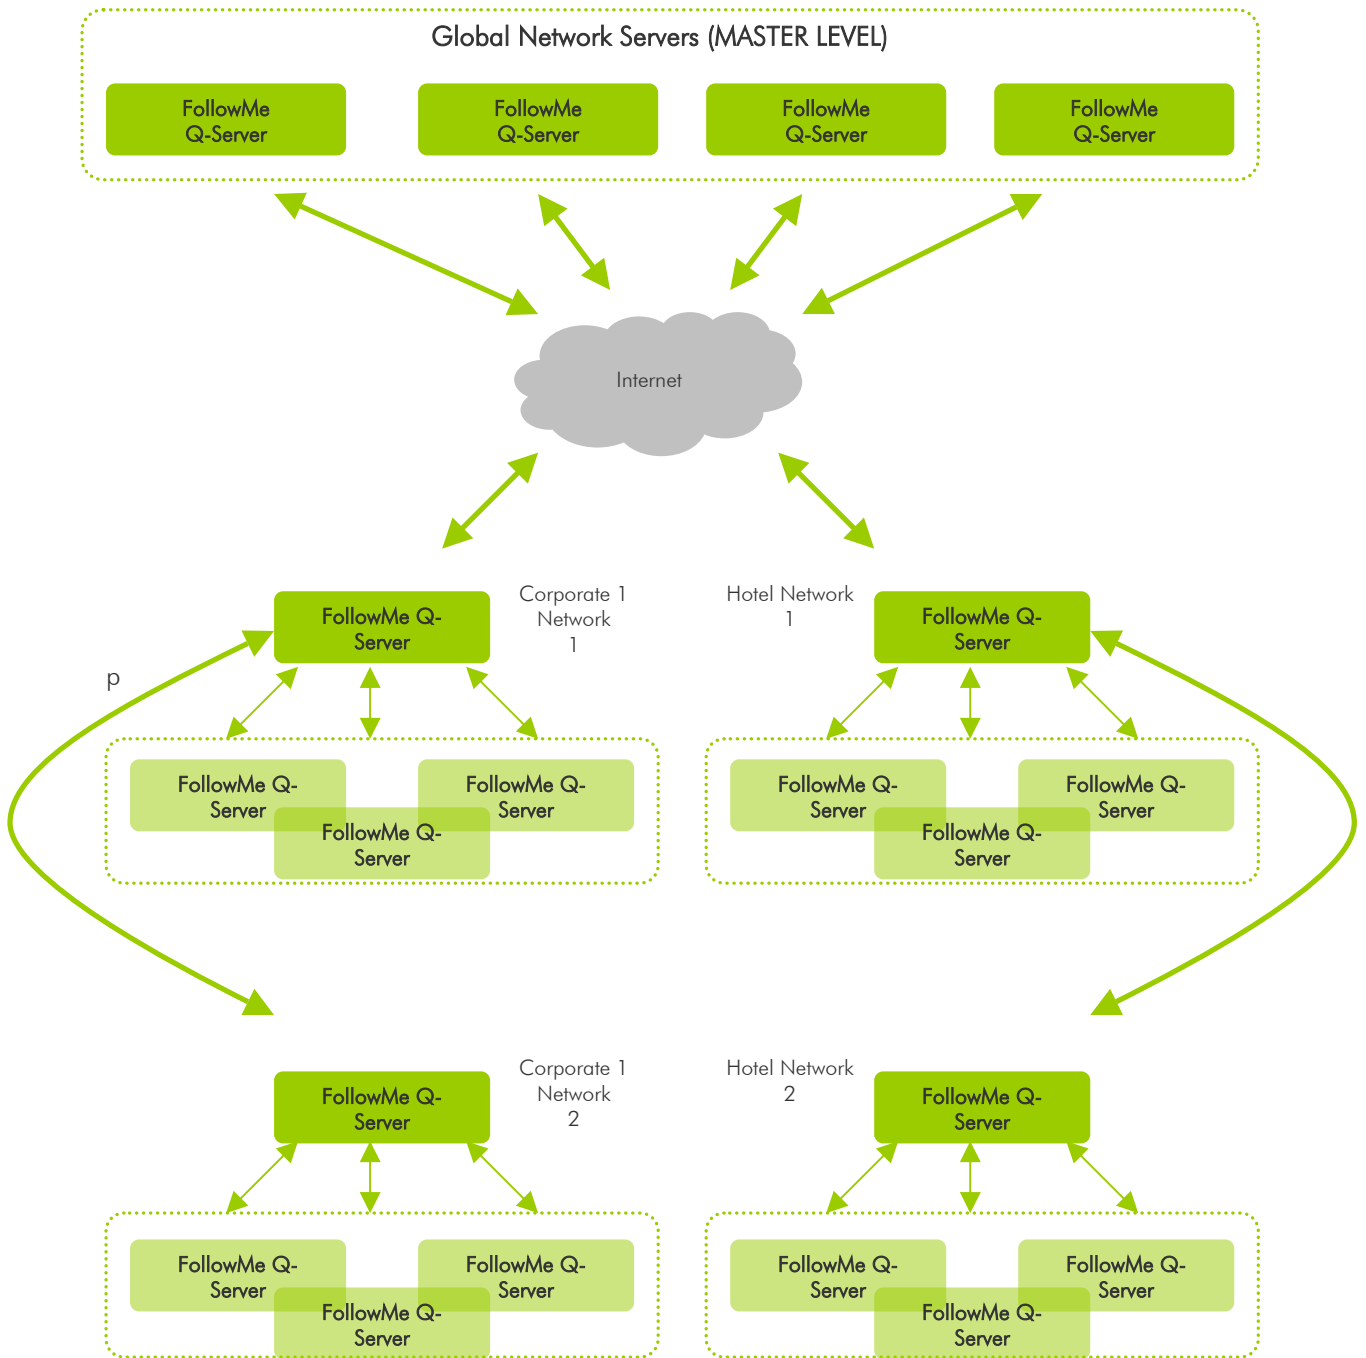 Global Network Servers (MASTER LEVEL)
FollowMe
Q-Server
FollowMe
Q-Server
FollowMe
Q-Server
FollowMe
Q-Server
Internet
FollowMe Q-
Server
Corporate 1
Network
1
Hotel Network
1
FollowMe Q-
Server
p
FollowMe Q-
Server
FollowMe Q-
Server
FollowMe Q-
Server
FollowMe Q-
Server
FollowMe Q-
Server
FollowMe Q-
Server
FollowMe Q-
Server
Corporate 1
Network
2
Hotel Network
2
FollowMe Q-
Server
FollowMe Q-
Server
FollowMe Q-
Server
FollowMe Q-
Server
FollowMe Q-
Server
FollowMe Q-
Server
FollowMe Q-
Server